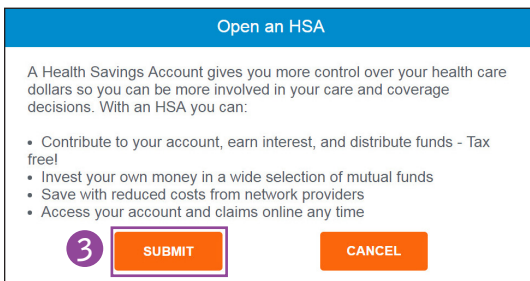 Open an HSA
A Health Savings Account gives you more control over your health care
dollars so you can be more involved in your care and coverage
decisions. With an HSA you can:
• Contribute to your account, earn interest, and distribute funds - Tax
free!
• Invest your own money in a wide selection of mutual funds
• Save with reduced costs from network providers
• Access your account and claims online any time
3 SUBMIT CANCEL